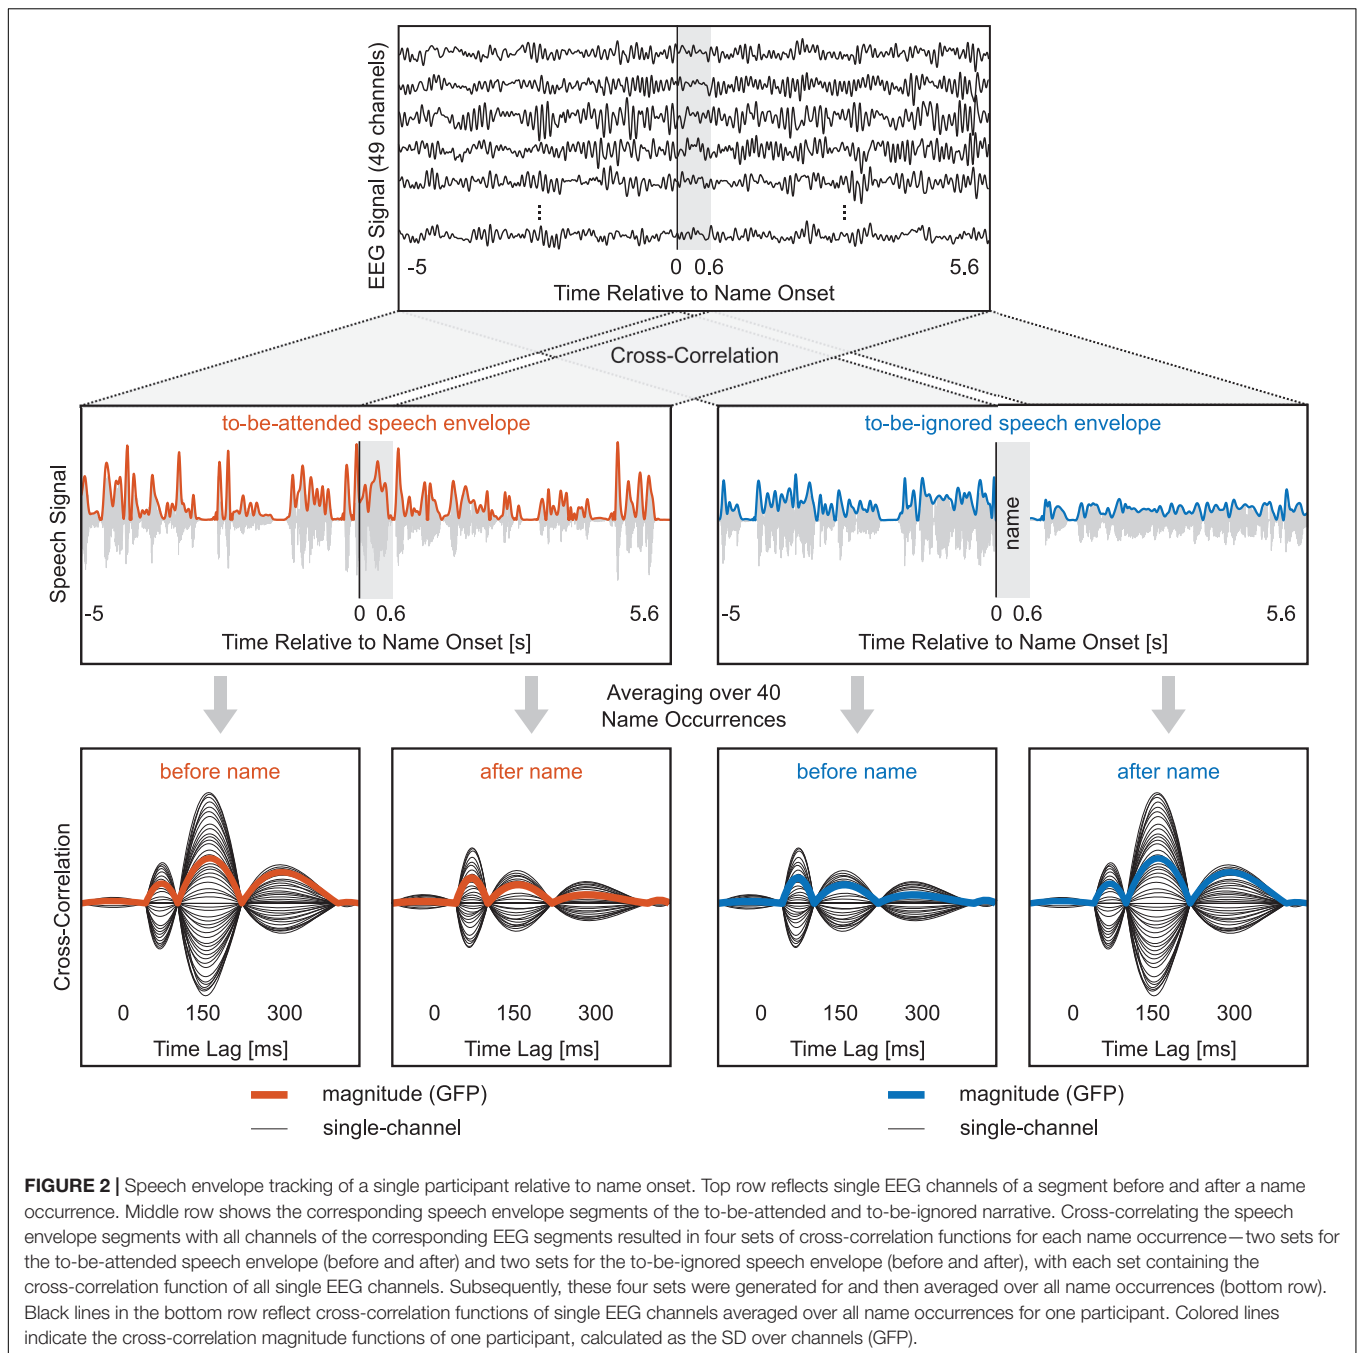 EEG Signal (49 channels)
-5 0 0.6 5.6
Time Relative to Name Onset
Cross-Correlation
to-be-attended speech envelope
to-be-ignored speech envelope
Speech Signal
name
-5 0 0.6 5.6
-5 0 0.6 5.6
Time Relative to Name Onset [s]
Time Relative to Name Onset [s]
Averaging over 40
Name Occurrences
before name
after name
before name
after name
Cross-Correlation
0 150 300
0 150 300
0 150 300
0 150 300
Time Lag [ms]
Time Lag [ms]
Time Lag [ms]
Time Lag [ms]
magnitude (GFP)
single-channel
magnitude (GFP)
single-channel
FIGURE 2 | Speech envelope tracking of a single participant relative to name onset. Top row reflects single EEG channels of a segment before and after a name
occurrence. Middle row shows the corresponding speech envelope segments of the to-be-attended and to-be-ignored narrative. Cross-correlating the speech
envelope segments with all channels of the corresponding EEG segments resulted in four sets of cross-correlation functions for each name occurrence—two sets for
the to-be-attended speech envelope (before and after) and two sets for the to-be-ignored speech envelope (before and after), with each set containing the
cross-correlation function of all single EEG channels. Subsequently, these four sets were generated for and then averaged over all name occurrences (bottom row).
Black lines in the bottom row reflect cross-correlation functions of single EEG channels averaged over all name occurrences for one participant. Colored lines
indicate the cross-correlation magnitude functions of one participant, calculated as the SD over channels (GFP).